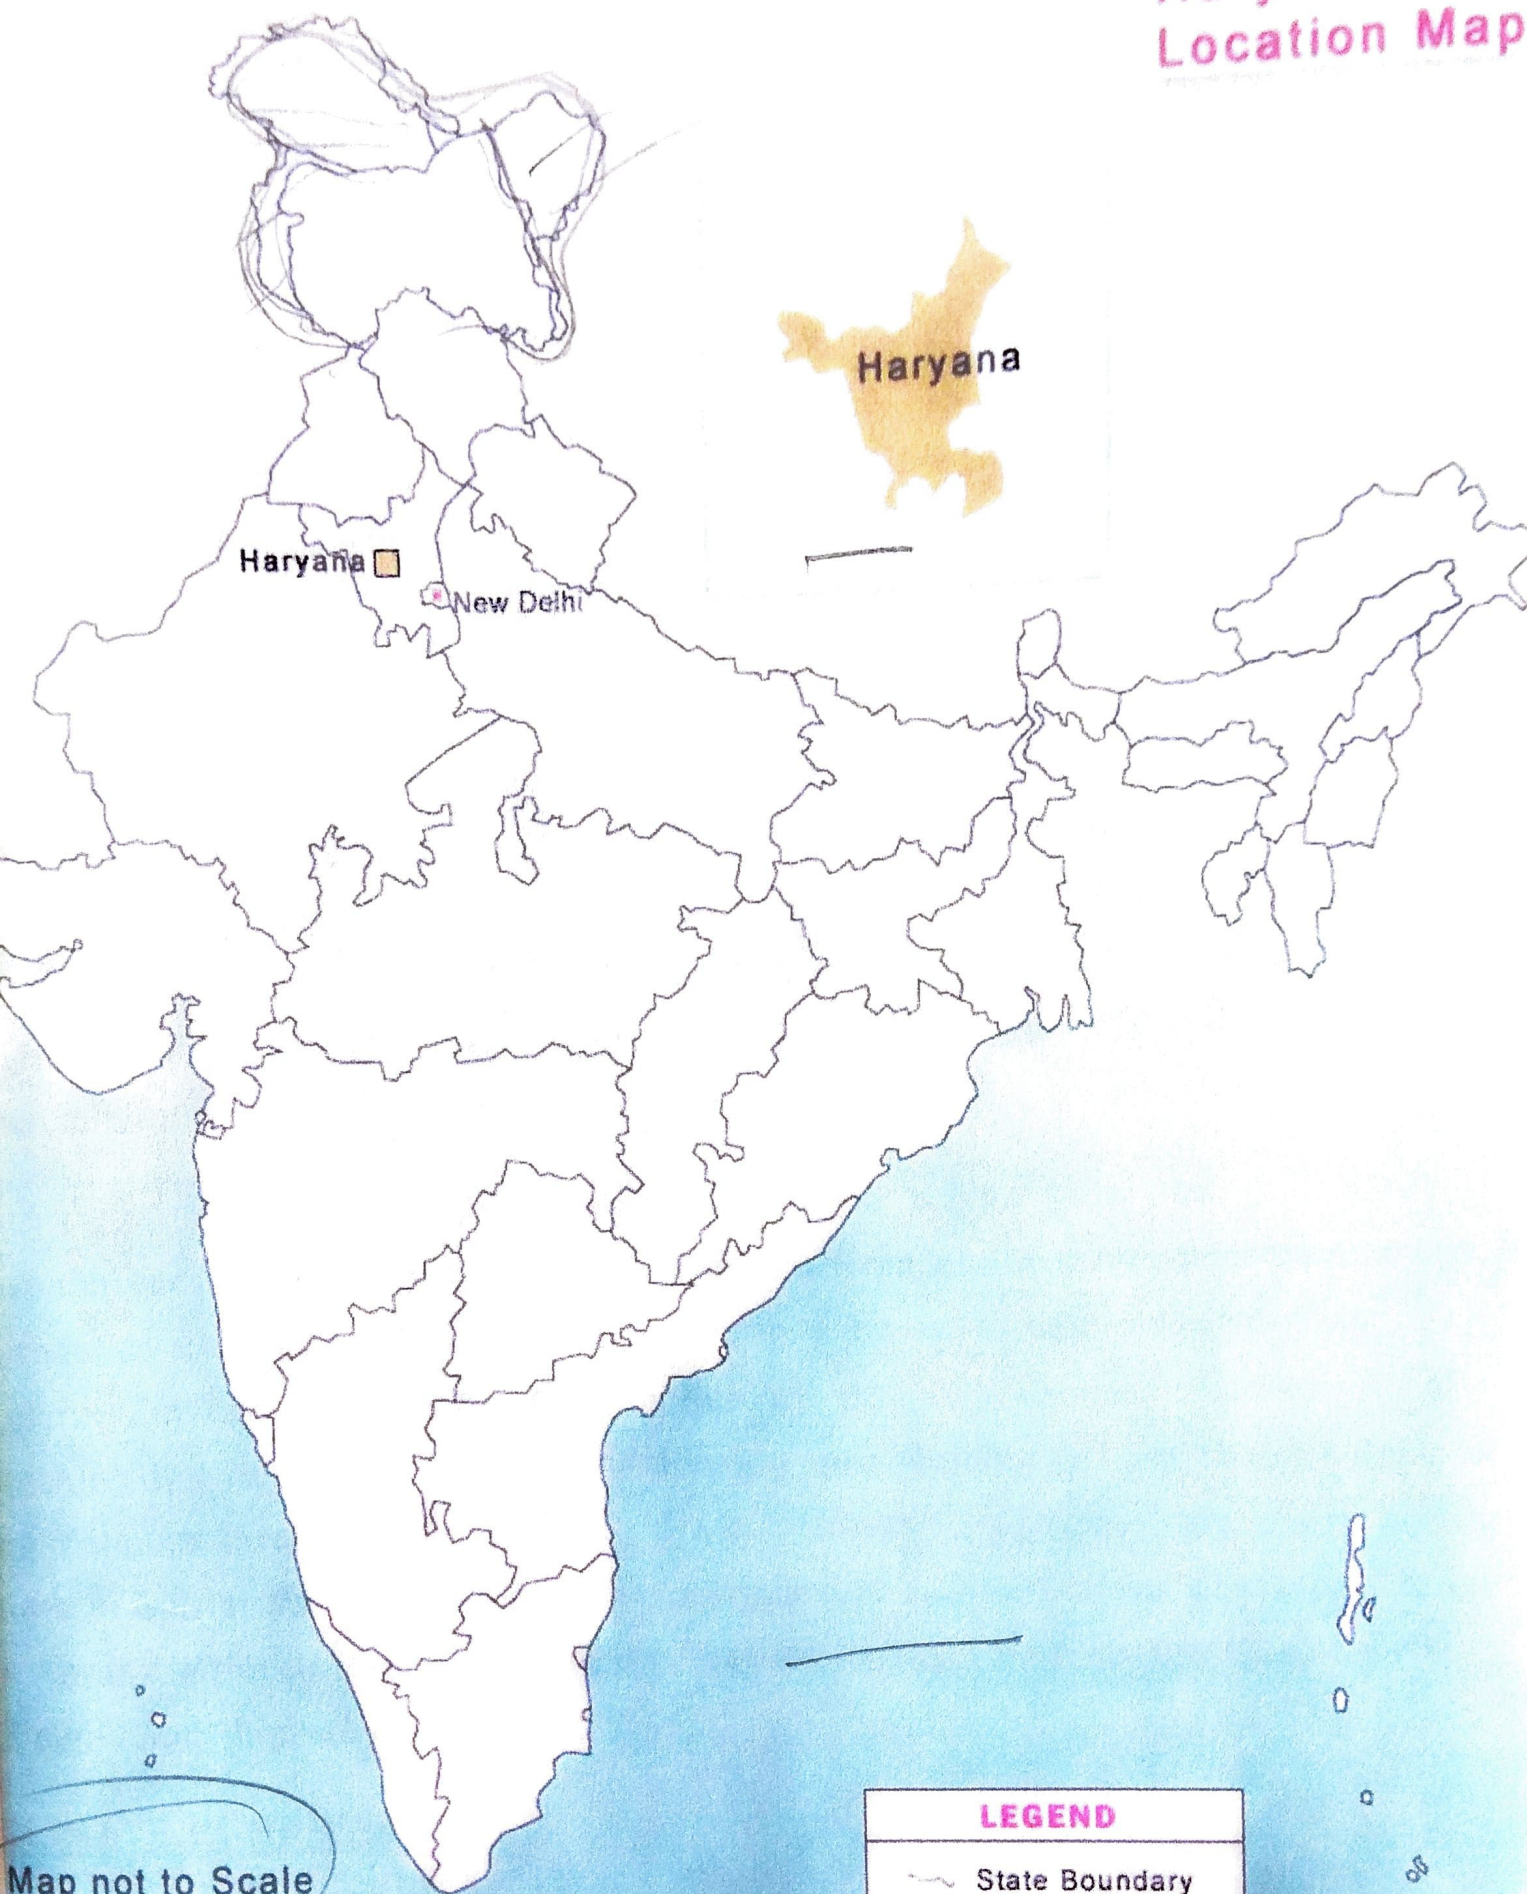 Location Map
Haryana
Haryana
New Delhi
LEGEND
State Boundary
Map not to Scale